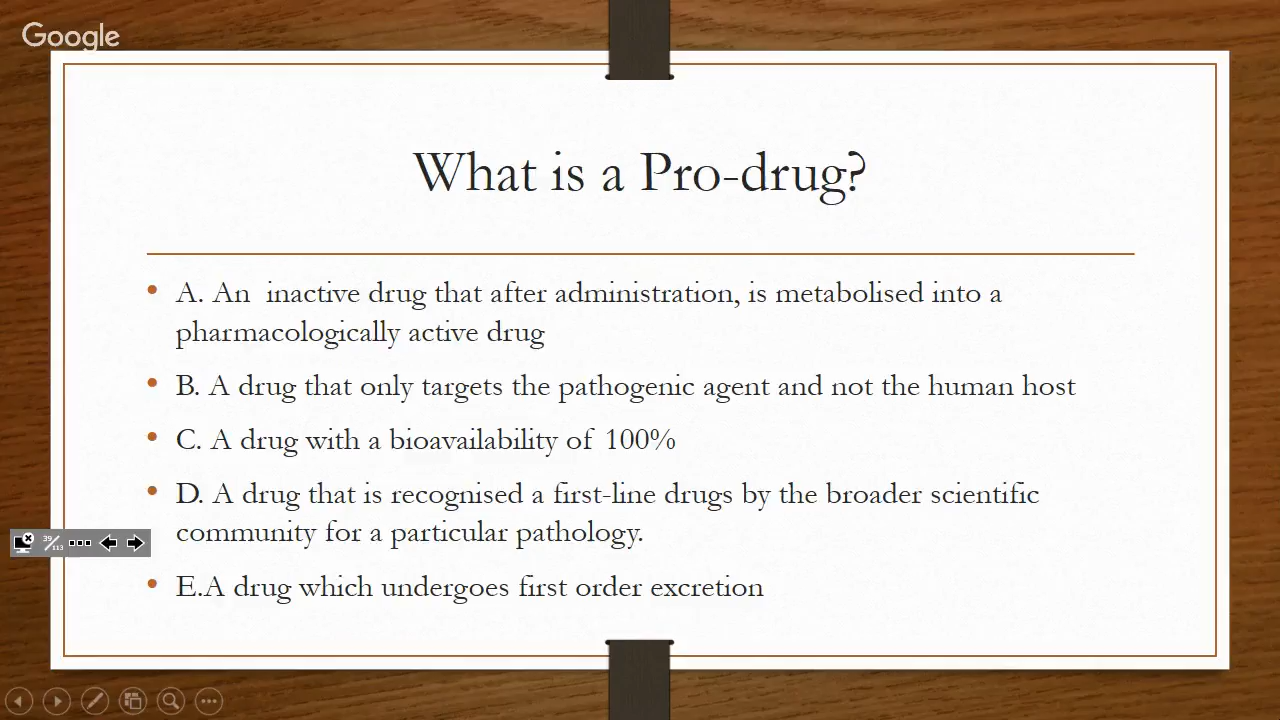 Google
What is a Pro-drug?
• A. An inactive drug that after administration, is metabolised into a
pharmacologically active drug
• B. A drug that only targets the pathogenic agent and not the human host
• C. A drug with a bioavailability of 100%
• D. A drug that is recognised a first-line drugs by the broader scientific
community for a particular pathology.
39/113
• E.A drug which undergoes first order excretion